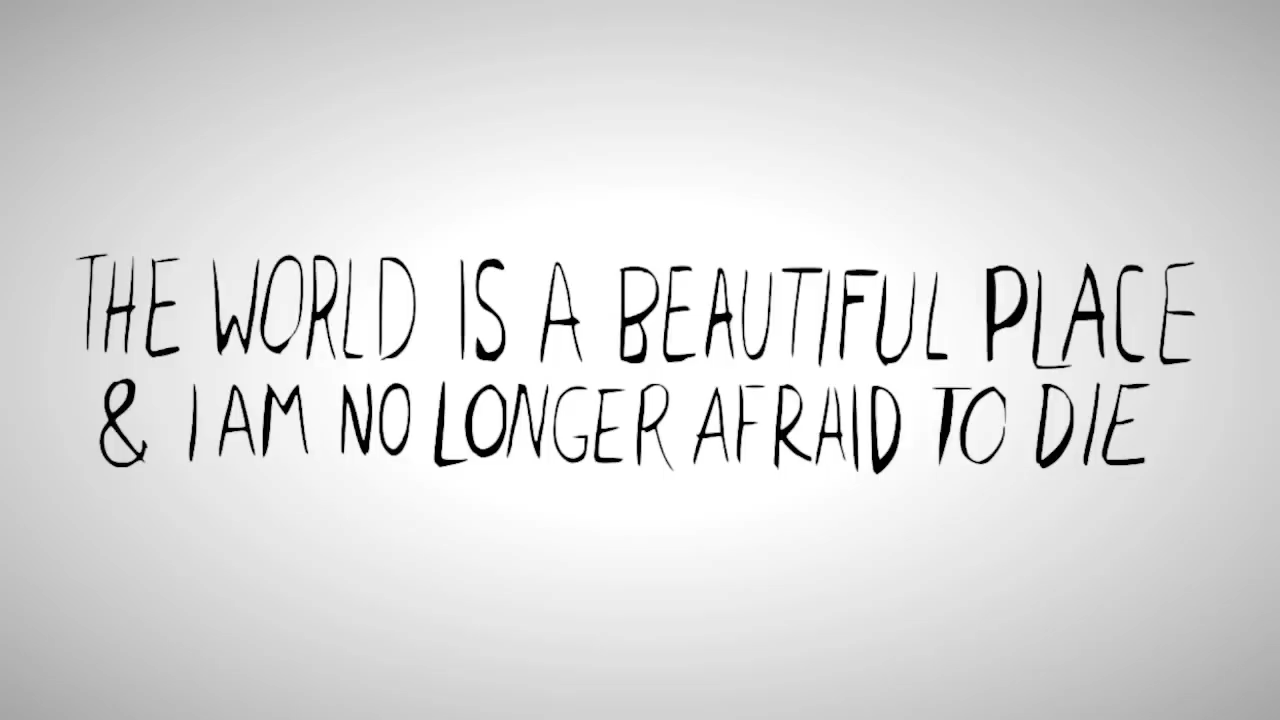 THE WORLD IS A BEAUTIFUL PLACE
& I AM NO LONGER AFRAID TO DIE